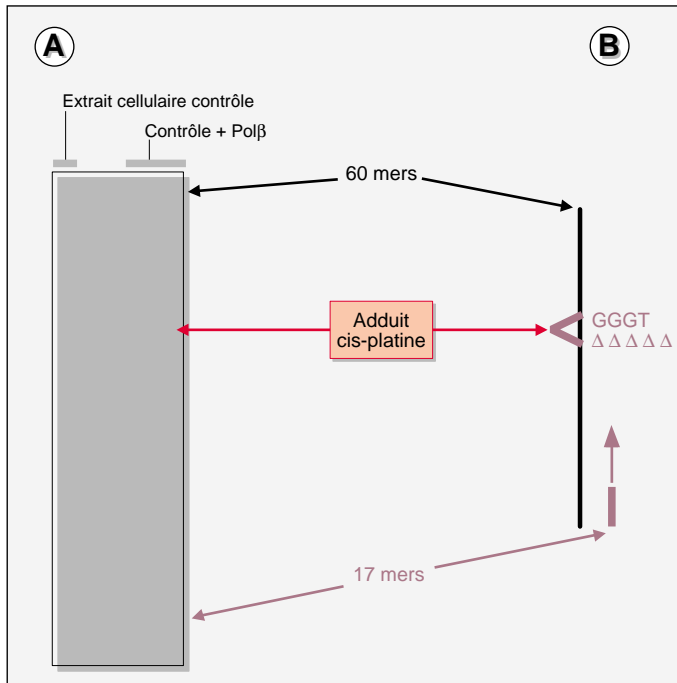 A
B
Extrait cellulaire contrôle
Contrôle + Polβ
60 mers
Adduit
cis-platine
GGGT
Δ Δ Δ Δ Δ
17 mers